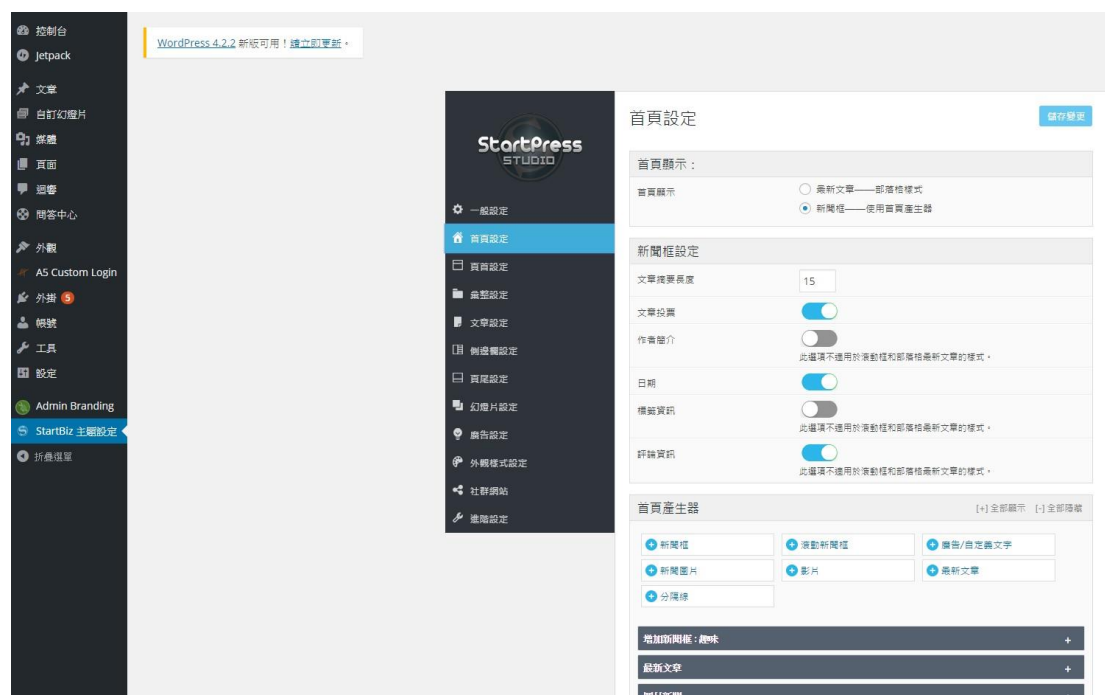 控制台
Jetpack
文章
自訂幻燈片
媒體
頁面
迴響
問答中心
外觀
A5 Custom Login
外掛 5
帳號
工具
設定
Admin Branding
StartBiz 主題設定
折疊選單
WordPress 4.2.2 新版可用！請立即更新。
StartPress
STUDIO
一般設定
首頁設定
頁首設定
彙整設定
文章設定
側邊欄設定
頁尾設定
幻燈片設定
廣告設定
外觀樣式設定
社群網站
進階設定
首頁設定
儲存變更
首頁顯示：
首頁顯示
最新文章——部落格樣式
新聞框——使用首頁產生器
新聞框設定
文章摘要長度 15
文章投票
作者簡介
此選項不適用於滾動框和部落格最新文章的樣式。
日期
標籤資訊
此選項不適用於滾動框和部落格最新文章的樣式。
評論資訊
此選項不適用於滾動框和部落格最新文章的樣式。
首頁產生器 [+] 全部顯示 [-] 全部隱藏
新聞框 滾動新聞框 廣告/自定義文字
新聞圖片 影片 最新文章
分隔線
增加新聞框：趣味 +
最新文章 +